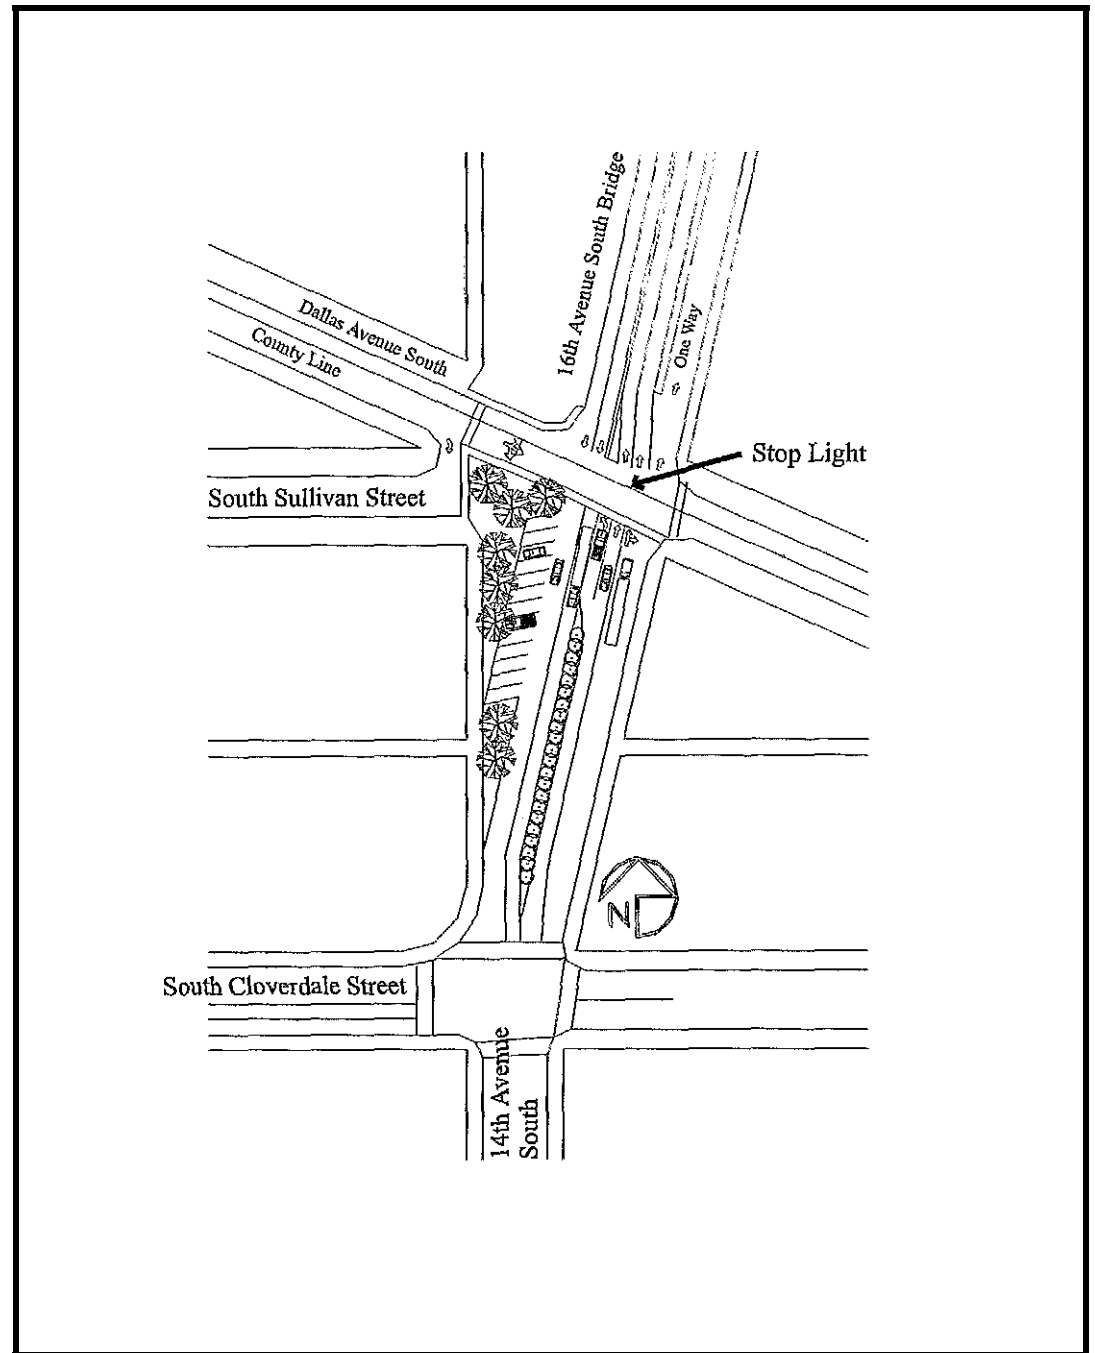 16th Avenue South Bridge
One Way
Dallas Avenue South
County Line
Stop Light
South Sullivan Street
N
South Cloverdale Street
14th Avenue
South